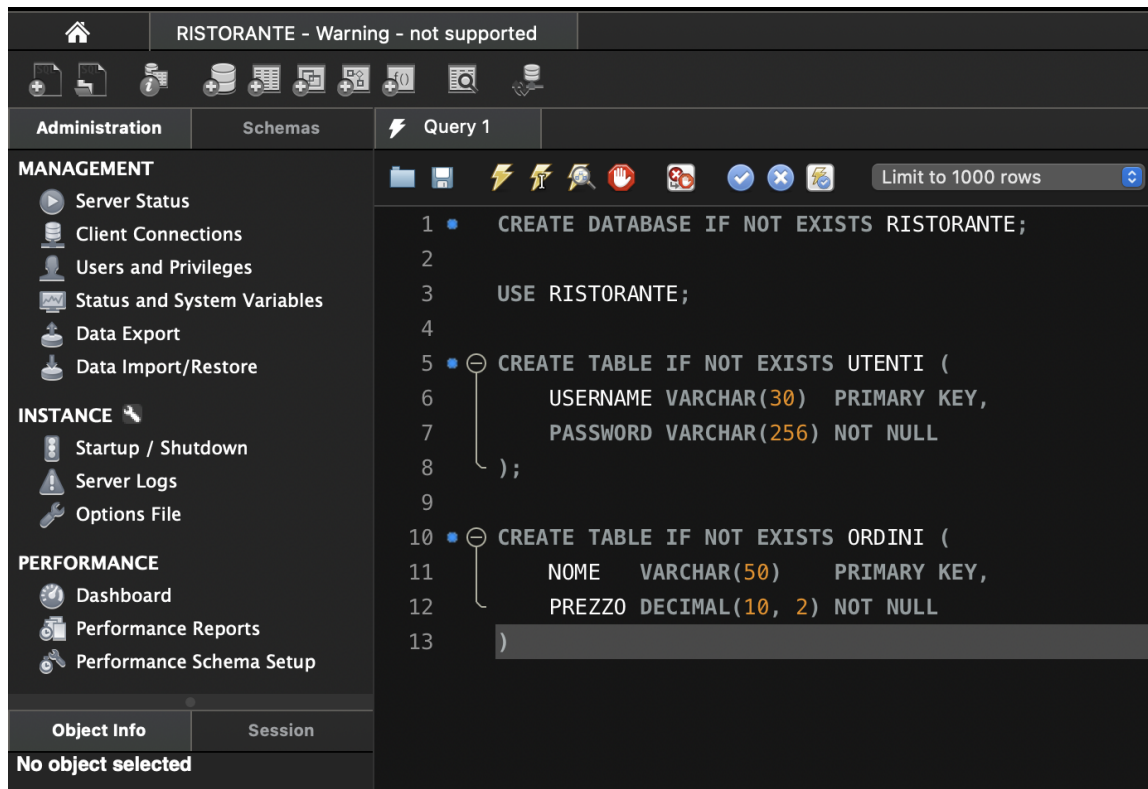 RISTORANTE - Warning - not supported
Administration
Schemas
Query 1
MANAGEMENT
Server Status
Client Connections
Users and Privileges
Status and System Variables
Data Export
Data Import/Restore
INSTANCE
Startup / Shutdown
Server Logs
Options File
PERFORMANCE
Dashboard
Performance Reports
Performance Schema Setup
Object Info
Session
No object selected
Limit to 1000 rows
1 CREATE DATABASE IF NOT EXISTS RISTORANTE;
2
3 USE RISTORANTE;
4
5 CREATE TABLE IF NOT EXISTS UTENTI (
6 USERNAME VARCHAR(30) PRIMARY KEY,
7 PASSWORD VARCHAR(256) NOT NULL
8 );
9
10 CREATE TABLE IF NOT EXISTS ORDINI (
11 NOME VARCHAR(50) PRIMARY KEY,
12 PREZZO DECIMAL(10, 2) NOT NULL
13 )